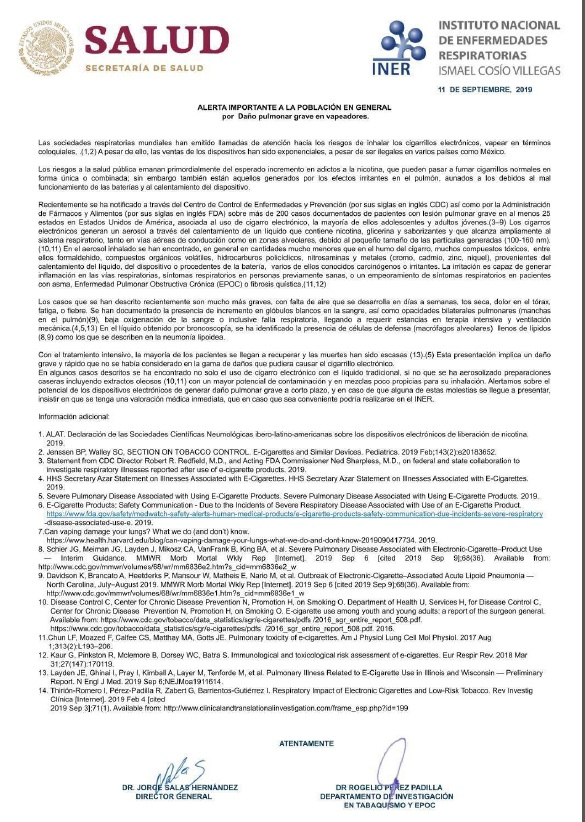 SALUD
SECRETARÍA DE SALUD
INER
INSTITUTO NACIONAL
DE ENFERMEDADES
RESPIRATORIAS
ISMAEL COSÍO VILLEGAS
11 DE SEPTIEMBRE, 2019
ALERTA IMPORTANTE A LA POBLACIÓN EN GENERAL
por Daño pulmonar grave en vapeadores.
Las sociedades respiratorias mundiales han emitido llamadas de atención hacia los riesgos de inhalar los cigarrillos electrónicos, vapear en términos
coloquiales, .(1,2) A pesar de ello, las ventas de los dispositivos han sido exponenciales, a pesar de ser ilegales en varios países como México.
Los riesgos a la salud pública emanan primordialmente del esperado incremento en adictos a la nicotina, que pueden pasar a fumar cigarrillos normales en
forma única o combinada; sin embargo también están aquellos generados por los efectos irritantes en el pulmón, aunados a los debidos al mal
funcionamiento de las baterías y al calentamiento del dispositivo.
Recientemente se ha notificado a través del Centro de Control de Enfermedades y Prevención (por sus siglas en inglés CDC) así como por la Administración
de Fármacos y Alimentos (por sus siglas en inglés FDA) sobre más de 200 casos documentados de pacientes con lesión pulmonar grave en al menos 25
estados en Estados Unidos de América, asociada al uso de cigarro electrónico, la mayoría de ellos adolescentes y adultos jóvenes.(3–9) Los cigarros
electrónicos generan un aerosol a través del calentamiento de un líquido que contiene nicotina, glicerina y saborizantes y que alcanza ampliamente al
sistema respiratorio, tanto en vías aéreas de conducción como en zonas alveolares, debido al pequeño tamaño de las partículas generadas (100-160 nm).
(10,11) En el aerosol inhalado se han encontrado, en general en cantidades mucho menores que en el humo del cigarro, muchos compuestos tóxicos, entre
ellos formaldehido, compuestos orgánicos volátiles, hidrocarburos policíclicos, nitrosaminas y metales (cromo, cadmio, zinc, niquel), provenientes del
calentamiento del líquido, del dispositivo o procedentes de la batería, varios de ellos conocidos carcinógenos o irritantes. La irritación es capaz de generar
inflamación en las vías respiratorias, síntomas respiratorios en personas previamente sanas, o un empeoramiento de síntomas respiratorios en pacientes
con asma, Enfermedad Pulmonar Obstructiva Crónica (EPOC) o fibrosis quística.(11,12)
Los casos que se han descrito recientemente son mucho más graves, con falta de aire que se desarrolla en días a semanas, tos seca, dolor en el tórax,
fatiga, o fiebre. Se han documentado la presencia de incremento en glóbulos blancos en la sangre, así como opacidades bilaterales pulmonares (manchas
en el pulmón)(9), baja oxigenación de la sangre o inclusive falla respiratoria, llegando a requerir estancias en terapia intensiva y ventilación
mecánica.(4,5,13) En el líquido obtenido por broncoscopía, se ha identificado la presencia de células de defensa (macrófagos alveolares) llenos de lípidos
(8,9) como los que se describen en la neumonía lipoidea.
Con el tratamiento intensivo, la mayoría de los pacientes se llegan a recuperar y las muertes han sido escasas (13).(5) Esta presentación implica un daño
grave y rápido que no se había considerado en la gama de daños que pudiera causar el cigarrillo electrónico.
En algunos casos descritos se ha encontrado no solo el uso de cigarro electrónico con el líquido tradicional, si no que se ha aerosolizado preparaciones
caseras incluyendo extractos oleosos (10,11) con un mayor potencial de contaminación y en mezclas poco propicias para su inhalación. Alertamos sobre el
potencial de los dispositivos electrónicos de generar daño pulmonar grave a corto plazo, y en caso de que alguna de estas molestias se llegue a presentar,
insistir en que se tenga una valoración médica inmediata, que en caso que sea conveniente podría realizarse en el INER.
Información adicional:
1. ALAT. Declaración de las Sociedades Científicas Neumológicas ibero-latino-americanas sobre los dispositivos electrónicos de liberación de nicotina.
2019.
2. Jenssen BP, Walley SC, SECTION ON TOBACCO CONTROL. E-Cigarettes and Similar Devices. Pediatrics. 2019 Feb;143(2):e20183652.
3. Statement from CDC Director Robert R. Redfield, M.D., and Acting FDA Commissioner Ned Sharpless, M.D., on federal and state collaboration to
investigate respiratory illnesses reported after use of e-cigarette products. 2019.
4. HHS Secretary Azar Statement on Illnesses Associated with E-Cigarettes. HHS Secretary Azar Statement on Illnesses Associated with E-Cigarettes.
2019.
5. Severe Pulmonary Disease Associated with Using E-Cigarette Products. Severe Pulmonary Disease Associated with Using E-Cigarette Products. 2019.
6. E-Cigarette Products: Safety Communication - Due to the Incidents of Severe Respiratory Disease Associated with Use of an E-Cigarette Product.
https://www.fda.gov/safety/medwatch-safety-alerts-human-medical-products/e-cigarette-products-safety-communication-due-incidents-severe-respiratory
-disease-associated-use-e. 2019.
7.Can vaping damage your lungs? What we do (and don't) know.
https://www.health.harvard.edu/blog/can-vaping-damage-your-lungs-what-we-do-and-dont-know-2019090417734. 2019.
8. Schier JG, Meiman JG, Layden J, Mikosz CA, VanFrank B, King BA, et al. Severe Pulmonary Disease Associated with Electronic-Cigarette–Product Use
— Interim Guidance. MMWR Morb Mortal Wkly Rep [Internet]. 2019 Sep 6 [cited 2019 Sep 9];68(36). Available from:
http://www.cdc.gov/mmwr/volumes/68/wr/mm6836e2.htm?s_cid=mm6836e2_w
9. Davidson K, Brancato A, Heetderks P, Mansour W, Matheis E, Nario M, et al. Outbreak of Electronic-Cigarette–Associated Acute Lipoid Pneumonia —
North Carolina, July–August 2019. MMWR Morb Mortal Wkly Rep [Internet]. 2019 Sep 6 [cited 2019 Sep 9];68(36). Available from:
http://www.cdc.gov/mmwr/volumes/68/wr/mm6836e1.htm?s_cid=mm6836e1_w
10. Disease Control C, Center for Chronic Disease Prevention N, Promotion H, on Smoking O. Department of Health U, Services H, for Disease Control C,
Center for Chronic Disease Prevention N, Promotion H, on Smoking O. E-cigarette use among youth and young adults: a report of the surgeon general.
Available from: https://www.cdc.gov/tobacco/data_statistics/sgr/e-cigarettes/pdfs /2016_sgr_entire_report_508.pdf.
https://www.cdc.gov/tobacco/data_statistics/sgr/e-cigarettes/pdfs /2016_sgr_entire_report_508.pdf. 2016.
11.Chun LF, Moazed F, Calfee CS, Matthay MA, Gotts JE. Pulmonary toxicity of e-cigarettes. Am J Physiol Lung Cell Mol Physiol. 2017 Aug
1;313(2):L193–206.
12. Kaur G, Pinkston R, Mclemore B, Dorsey WC, Batra S. Immunological and toxicological risk assessment of e-cigarettes. Eur Respir Rev. 2018 Mar
31;27(147):170119.
13. Layden JE, Ghinai I, Pray I, Kimball A, Layer M, Tenforde M, et al. Pulmonary Illness Related to E-Cigarette Use in Illinois and Wisconsin — Preliminary
Report. N Engl J Med. 2019 Sep 6;NEJMoa1911614.
14. Thirión-Romero I, Pérez-Padilla R, Zabert G, Barrientos-Gutiérrez I. Respiratory Impact of Electronic Cigarettes and Low-Risk Tobacco. Rev Investig
Clínica [Internet]. 2019 Feb 4 [cited
2019 Sep 3];71(1). Available from: http://www.clinicalandtranslationalinvestigation.com/frame_esp.php?id=199
ATENTAMENTE
DR. JORGE SALAS HERNÁNDEZ
DIRECTOR GENERAL
DR ROGELIO PÉREZ PADILLA
DEPARTAMENTO DE INVESTIGACIÓN
EN TABAQUISMO Y EPOC